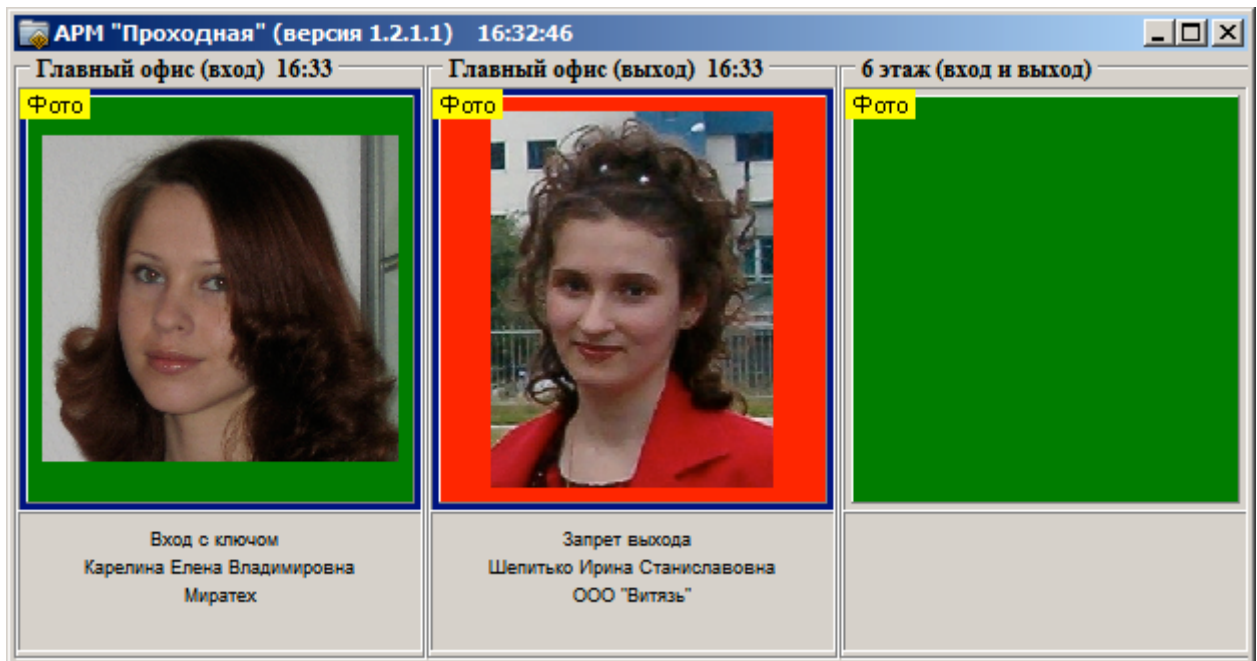 АРМ "Проходная" (версия 1.2.1.1) 16:32:46
Главный офис (вход) 16:33
Фото
Вход с ключом
Карелина Елена Владимировна
Миратех
Главный офис (выход) 16:33
Фото
Запрет выхода
Шепитько Ирина Станиславовна
ООО "Витязь"
6 этаж (вход и выход)
Фото